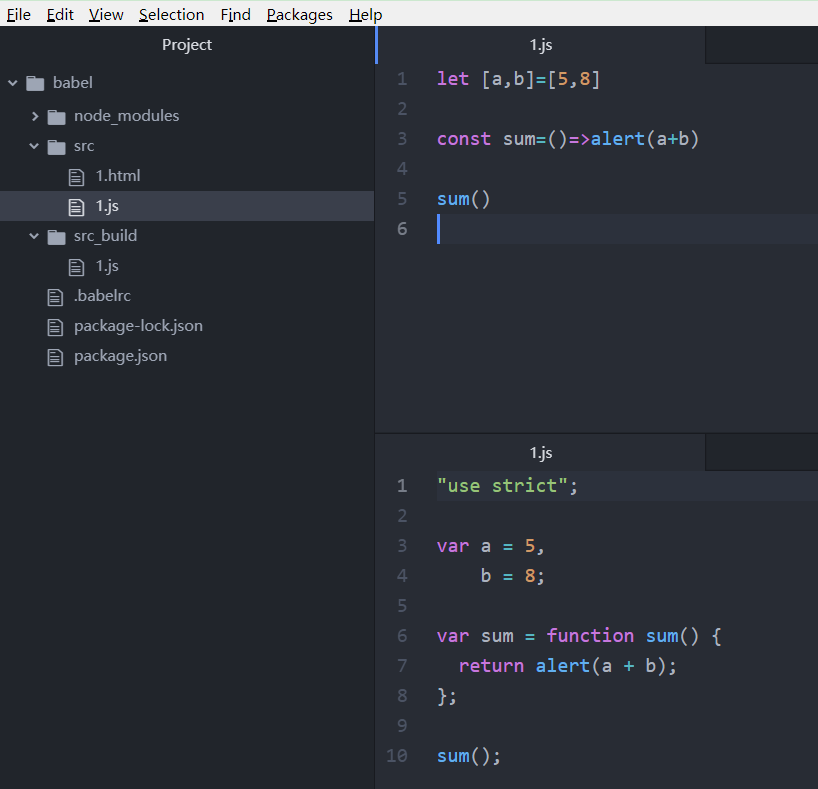 File Edit View Selection Find Packages Help
Project
babel
node_modules
src
1.html
1.js
src_build
1.js
.babelrc
package-lock.json
package.json
1.js
1 let [a,b]=[5,8]
2
3 const sum=()=>alert(a+b)
4
5 sum()
6
1.js
1 "use strict";
2
3 var a = 5,
4     b = 8;
5
6 var sum = function sum() {
7   return alert(a + b);
8 };
9
10 sum();